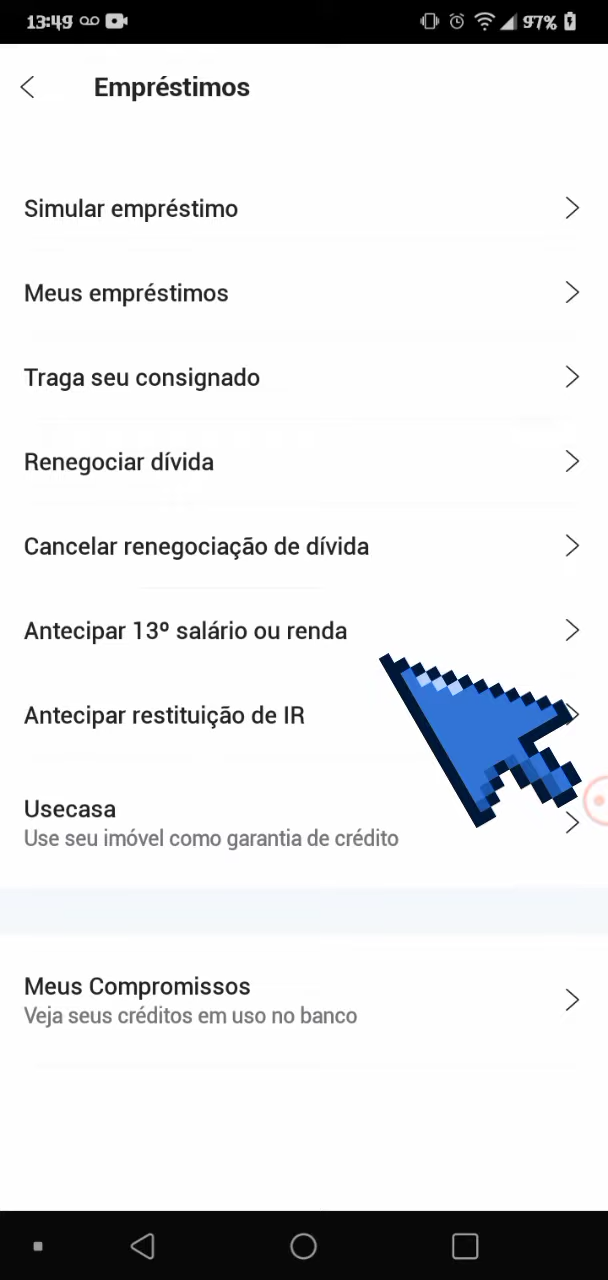 13:49
97%
Empréstimos
Simular empréstimo
Meus empréstimos
Traga seu consignado
Renegociar dívida
Cancelar renegociação de dívida
Antecipar 13º salário ou renda
Antecipar restituição de IR
Usecasa
Use seu imóvel como garantia de crédito
Meus Compromissos
Veja seus créditos em uso no banco